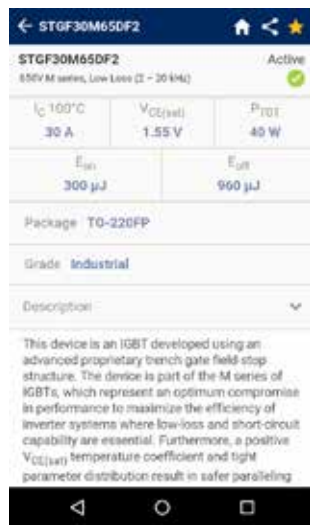 STGF30M65DF2
STGF30M65DF2 Active
650V M series, Low Loss (2 – 20 kHz)
IC 100°C VCE(sat) PTOT
30 A 1.55 V 40 W
Eon Eoff
300 µJ 960 µJ
Package TO-220FP
Grade Industrial
Description
This device is an IGBT developed using an
advanced proprietary trench gate field-stop
structure. The device is part of the M series of
IGBTs, which represent an optimum compromise
in performance to maximize the efficiency of
inverter systems where low-loss and short-circuit
capability are essential. Furthermore, a positive
VCE(sat) temperature coefficient and tight
parameter distribution result in safer paralleling